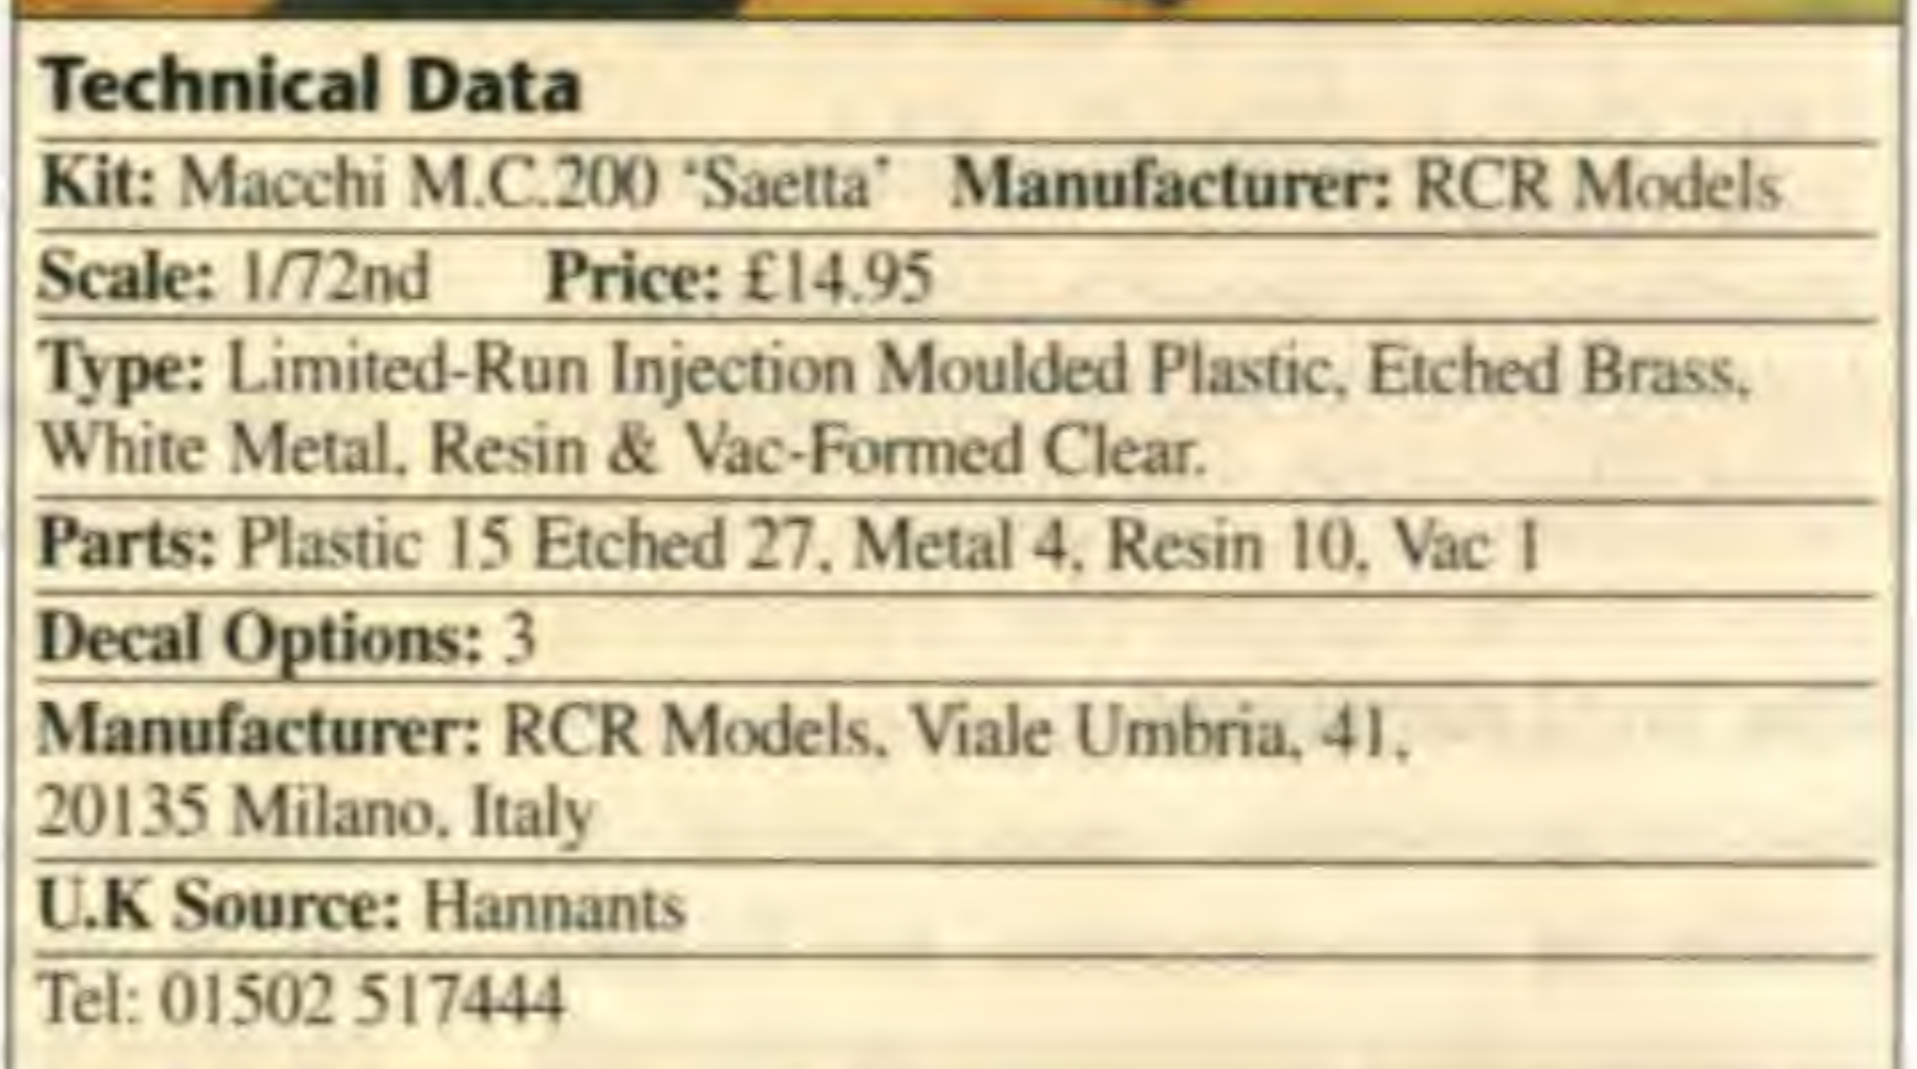 Technical Data
Kit: Macchi M.C.200 'Saetta' Manufacturer: RCR Models
Scale: 1/72nd Price: £14.95
Type: Limited-Run Injection Moulded Plastic, Etched Brass,
White Metal, Resin & Vac-Formed Clear.
Parts: Plastic 15 Etched 27, Metal 4, Resin 10, Vac 1
Decal Options: 3
Manufacturer: RCR Models, Viale Umbria, 41,
20135 Milano, Italy
U.K Source: Hannants
Tel: 01502 517444